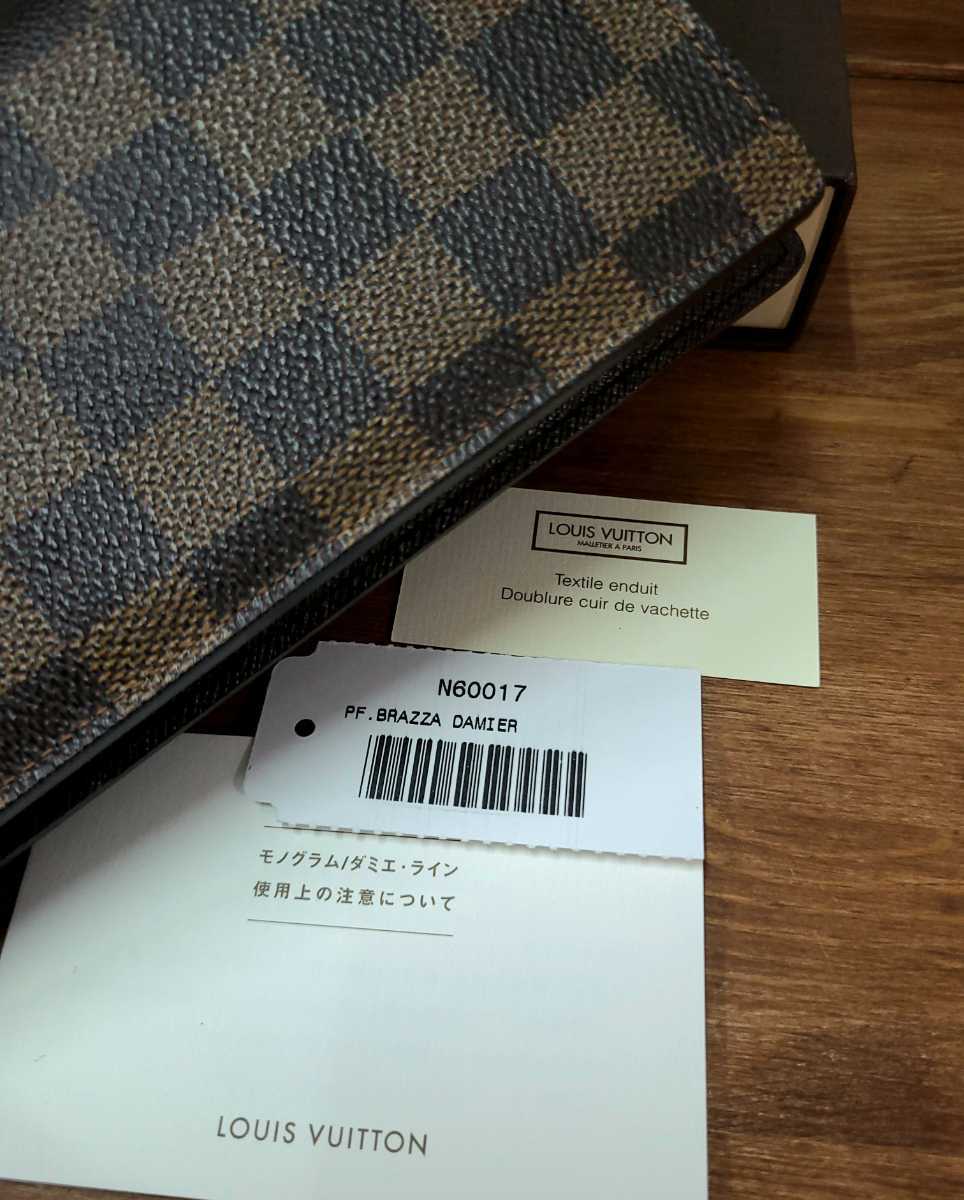 LOUIS VUITTON
MALLETIER A PARIS
Textile enduit
Doublure cuir de vachette
N60017
PF.BRAZZA DAMIER
モノグラム/ダミエ・ライン
使用上の注意について
LOUIS VUITTON